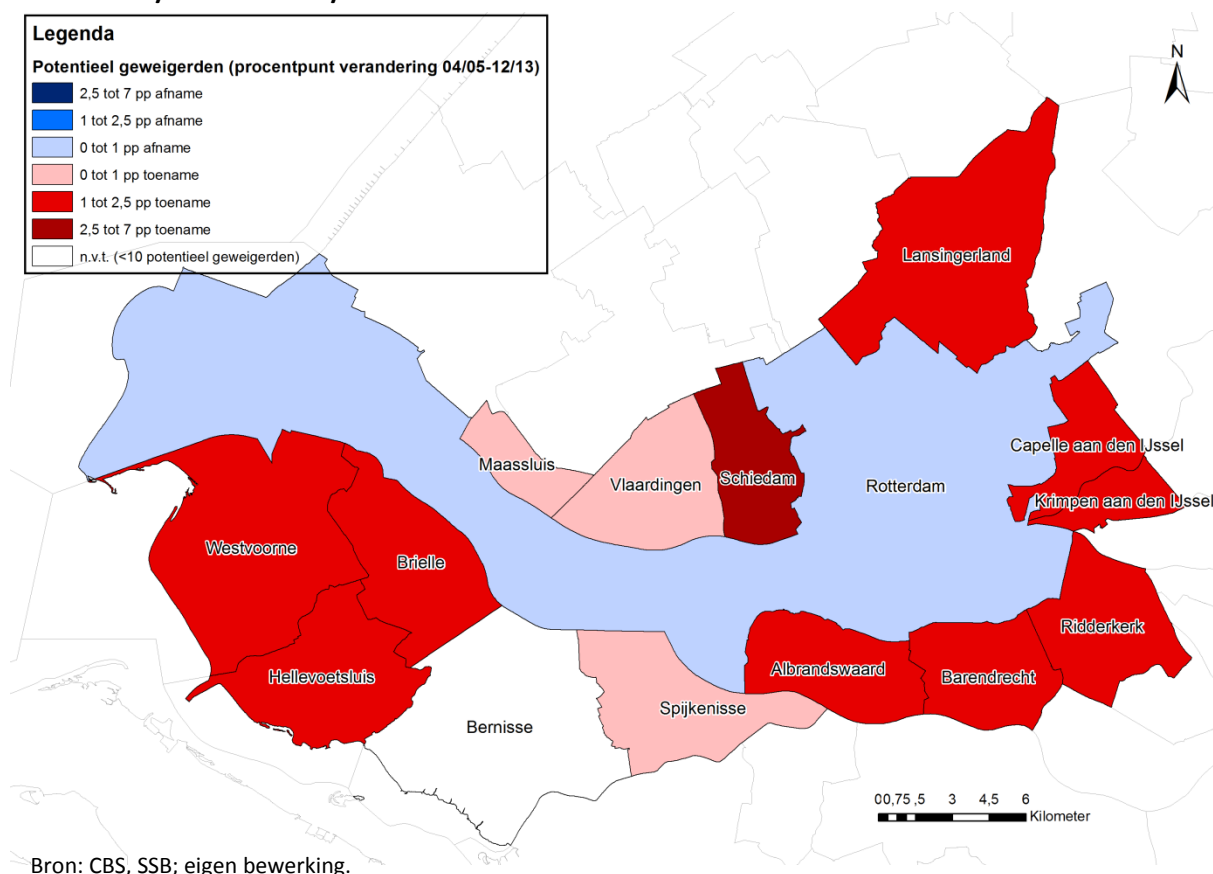 Legenda
Potentieel geweigerden (procentpunt verandering 04/05-12/13)
2,5 tot 7 pp afname
1 tot 2,5 pp afname
0 tot 1 pp afname
0 tot 1 pp toename
1 tot 2,5 pp toename
2,5 tot 7 pp toename
n.v.t. (<10 potentieel geweigerden)
N
Lansingerland
Capelle aan den IJssel
Maassluis
Vlaardingen
Schiedam
Rotterdam
Krimpen aan den IJssel
Westvoorne
Brielle
Ridderkerk
Hellevoetsluis
Albrandswaard
Barendrecht
Spijkenisse
Bernisse
00,75,5 3 4,5 6
Kilometer
Bron: CBS, SSB; eigen bewerking.